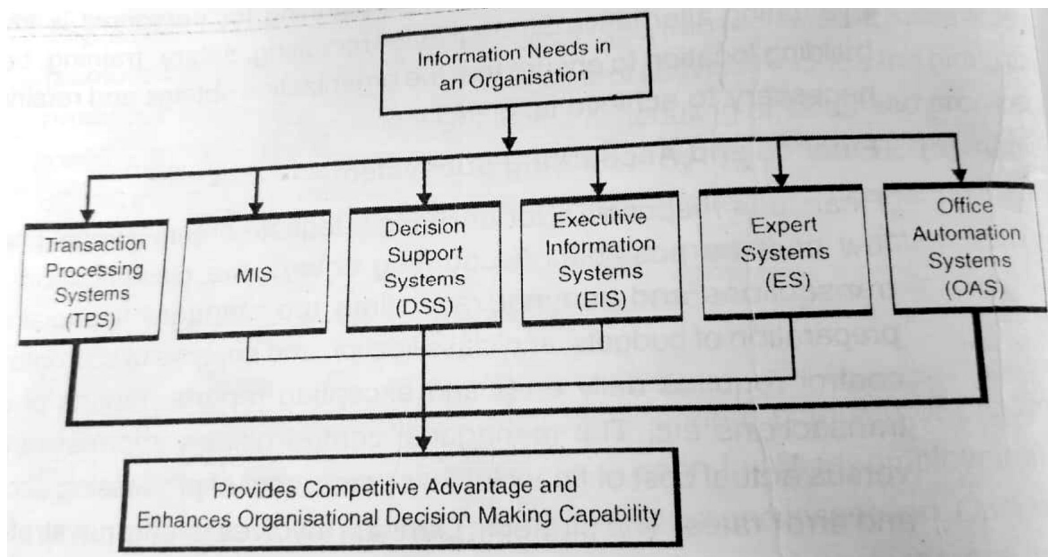 Information Needs in
an Organisation
Transaction
Processing
Systems
(TPS)
MIS
Decision
Support
Systems
(DSS)
Executive
Information
Systems
(EIS)
Expert
Systems
(ES)
Office
Automation
Systems
(OAS)
Provides Competitive Advantage and
Enhances Organisational Decision Making Capability